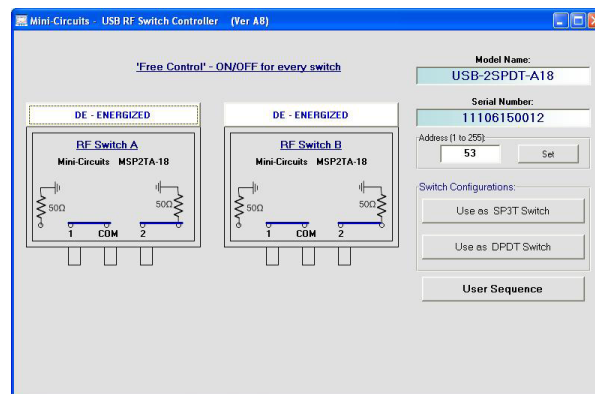 Mini-Circuits - USB RF Switch Controller (Ver A8)
'Free Control' - ON/OFF for every switch
Model Name:
USB-2SPDT-A18
Serial Number:
11106150012
Address (1 to 255):
53 Set
DE - ENERGIZED
RF Switch A
Mini-Circuits MSP2TA-18
50Ω 50Ω
1 COM 2
DE - ENERGIZED
RF Switch B
Mini-Circuits MSP2TA-18
50Ω 50Ω
1 COM 2
Switch Configurations:
Use as SP3T Switch
Use as DPDT Switch
User Sequence